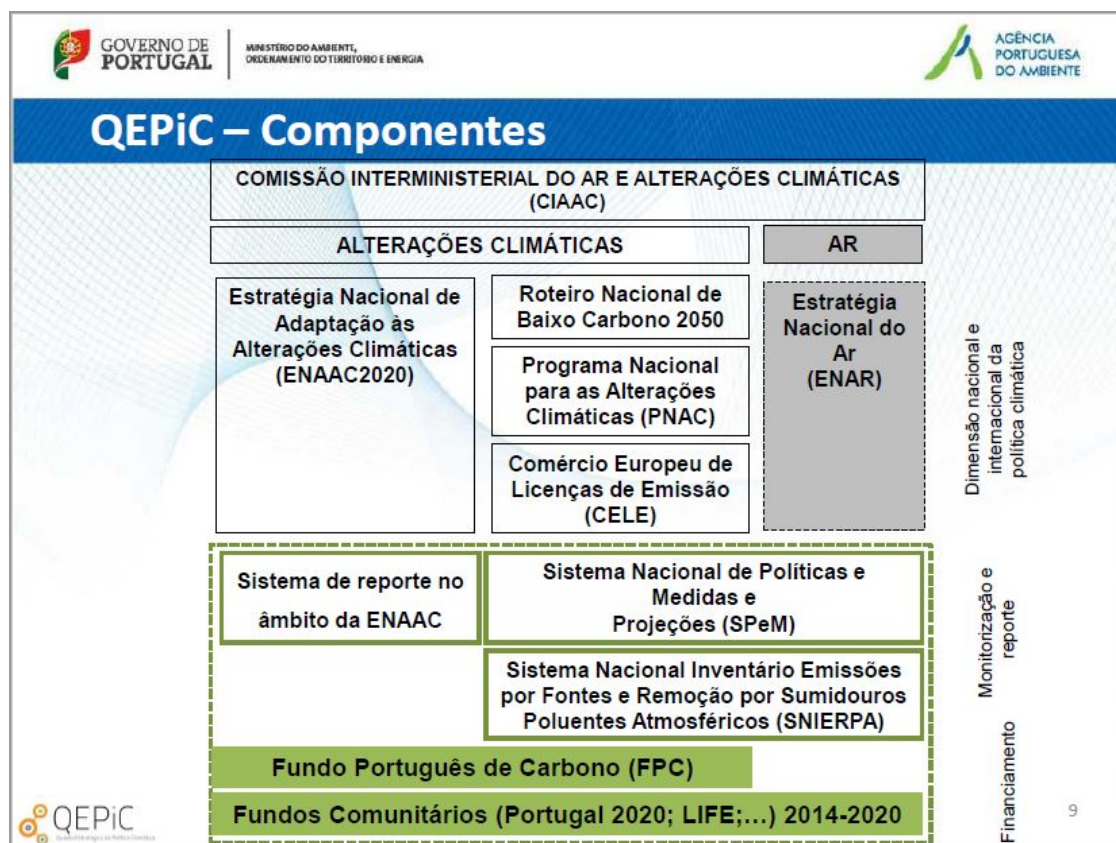 GOVERNO DE
PORTUGAL
MINISTÉRIO DO AMBIENTE,
ORDENAMENTO DO TERRITÓRIO E ENERGIA
AGÊNCIA
PORTUGUESA
DO AMBIENTE
QEPiC – Componentes
COMISSÃO INTERMINISTERIAL DO AR E ALTERAÇÕES CLIMÁTICAS
(CIAAC)
ALTERAÇÕES CLIMÁTICAS
AR
Estratégia Nacional de
Adaptação às
Alterações Climáticas
(ENAAC2020)
Roteiro Nacional de
Baixo Carbono 2050
Programa Nacional
para as Alterações
Climáticas (PNAC)
Comércio Europeu de
Licenças de Emissão
(CELE)
Estratégia
Nacional do
Ar
(ENAR)
Dimensão nacional e
internacional da
política climática
Sistema de reporte no
âmbito da ENAAC
Sistema Nacional de Políticas e
Medidas e
Projeções (SPeM)
Sistema Nacional Inventário Emissões
por Fontes e Remoção por Sumidouros
Poluentes Atmosféricos (SNIERPA)
Monitorização e
reporte
Fundo Português de Carbono (FPC)
Fundos Comunitários (Portugal 2020; LIFE;...) 2014-2020
Financiamento
QEPiC
Quadro Estratégico da Política Climática
9